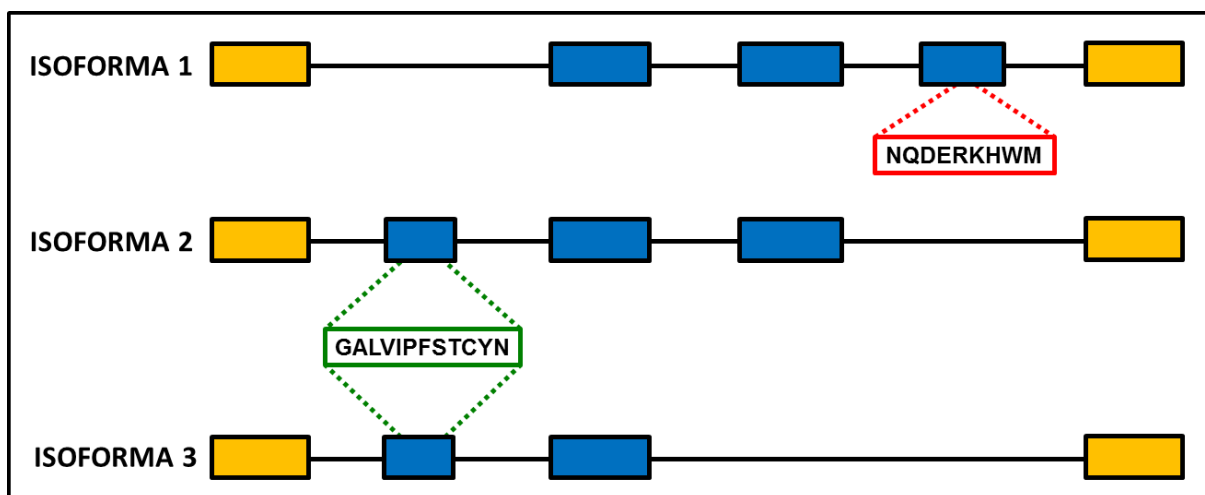 ISOFORMA 1
NQDERKHWM
ISOFORMA 2
GALVIPFSTCYN
ISOFORMA 3